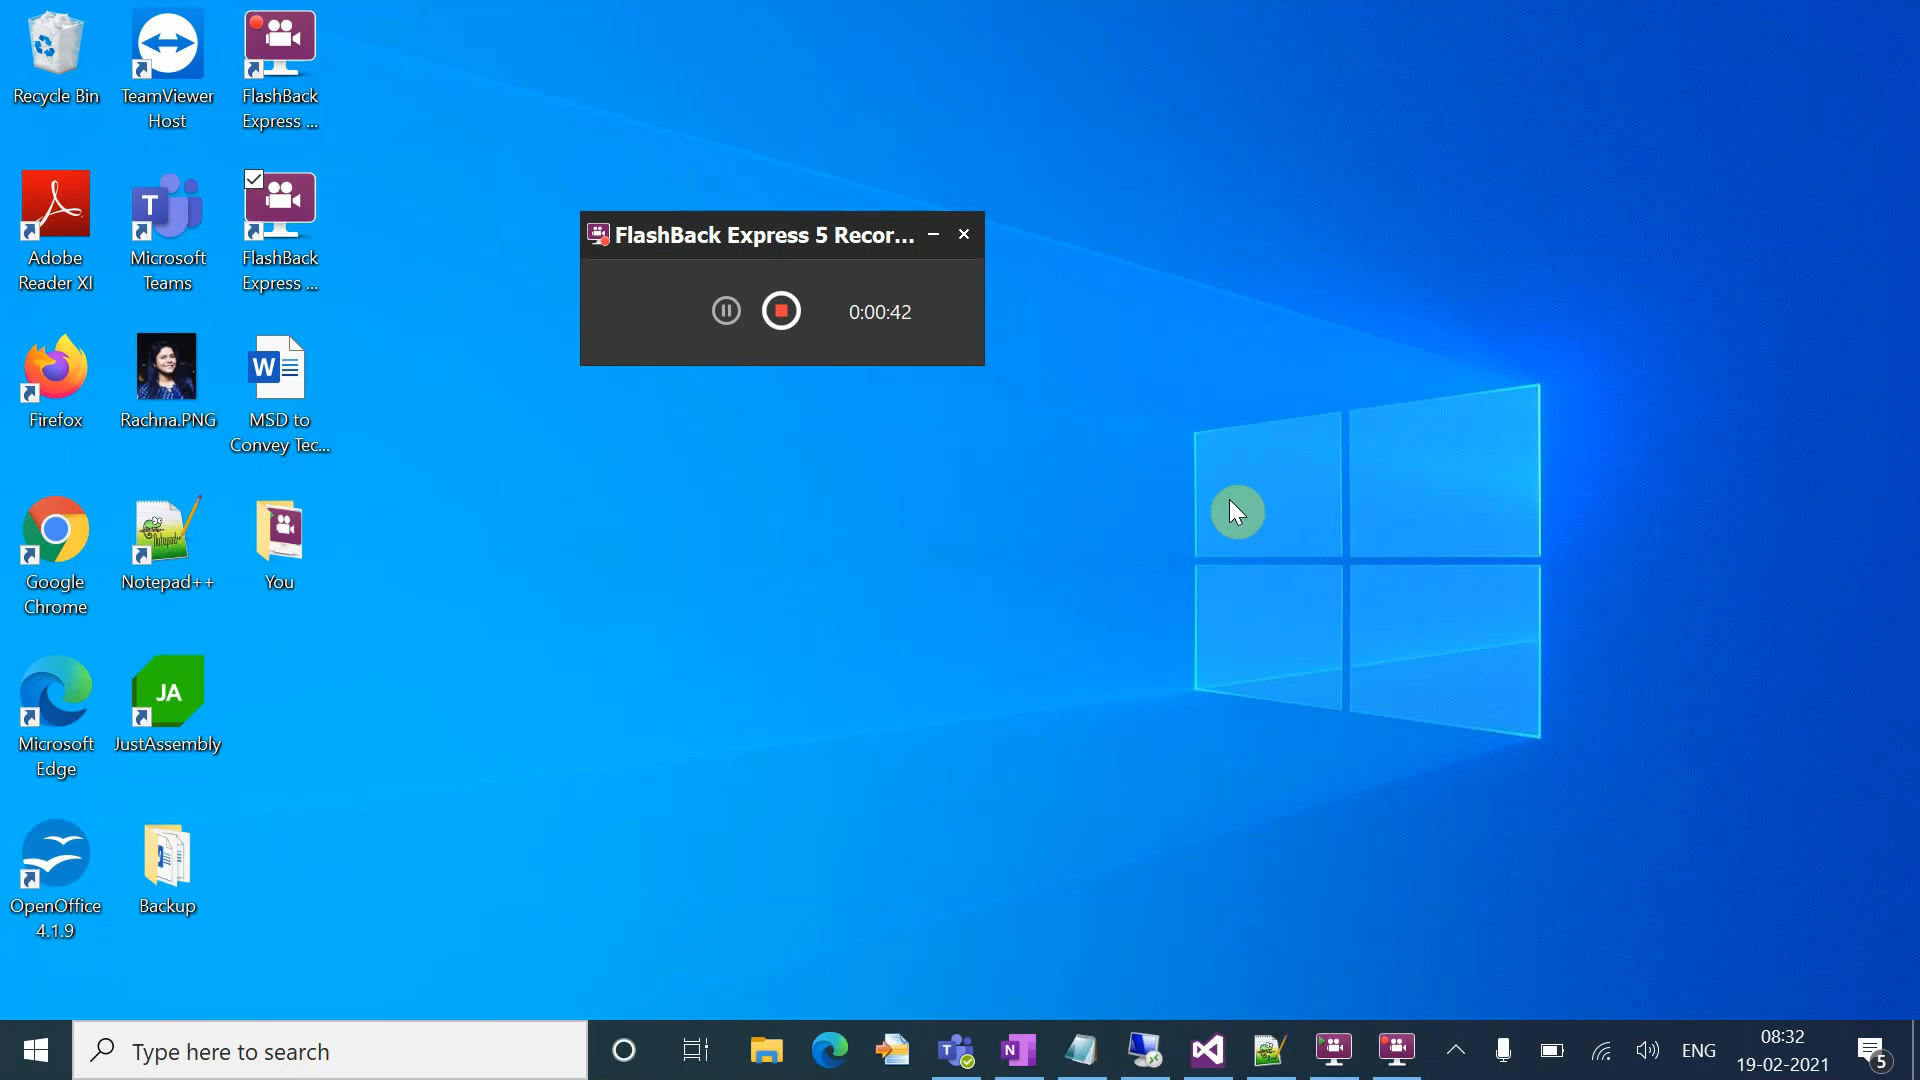 Recycle Bin
TeamViewer
Host
FlashBack
Express ...
Adobe
Reader XI
T
Microsoft
Teams
FlashBack
Express ...
Firefox
Rachna.PNG
W
MSD to
Convey Tec...
Google
Chrome
Notepad++
You
Microsoft
Edge
JA
JustAssembly
OpenOffice
4.1.9
Backup
FlashBack Express 5 Recor...
0:00:42
Type here to search
T
N
ENG
08:32
19-02-2021
5